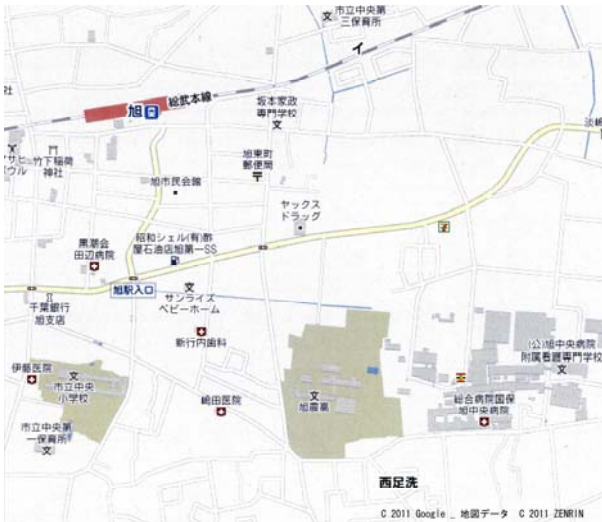 市立中央第
三保育所
イ
総武本線
旭
坂本家政
専門学校
社
竹下稲荷
神社
旭東町
郵便局
旭市民会館
ヤックス
ドラッグ
昭和シェル(有)酢
屋石油店旭第一SS
黒潮会
田辺病院
旭駅入口
サンライズ
ベビーホーム
千葉銀行
旭支店
新行内歯科
(公)旭中央病院
附属看護専門学校
伊藤医院
市立中央
小学校
嶋田医院
旭農高
総合病院国保
旭中央病院
市立中央第
一保育所
西足洗
© 2011 Google _ 地図データ © 2011 ZENRIN